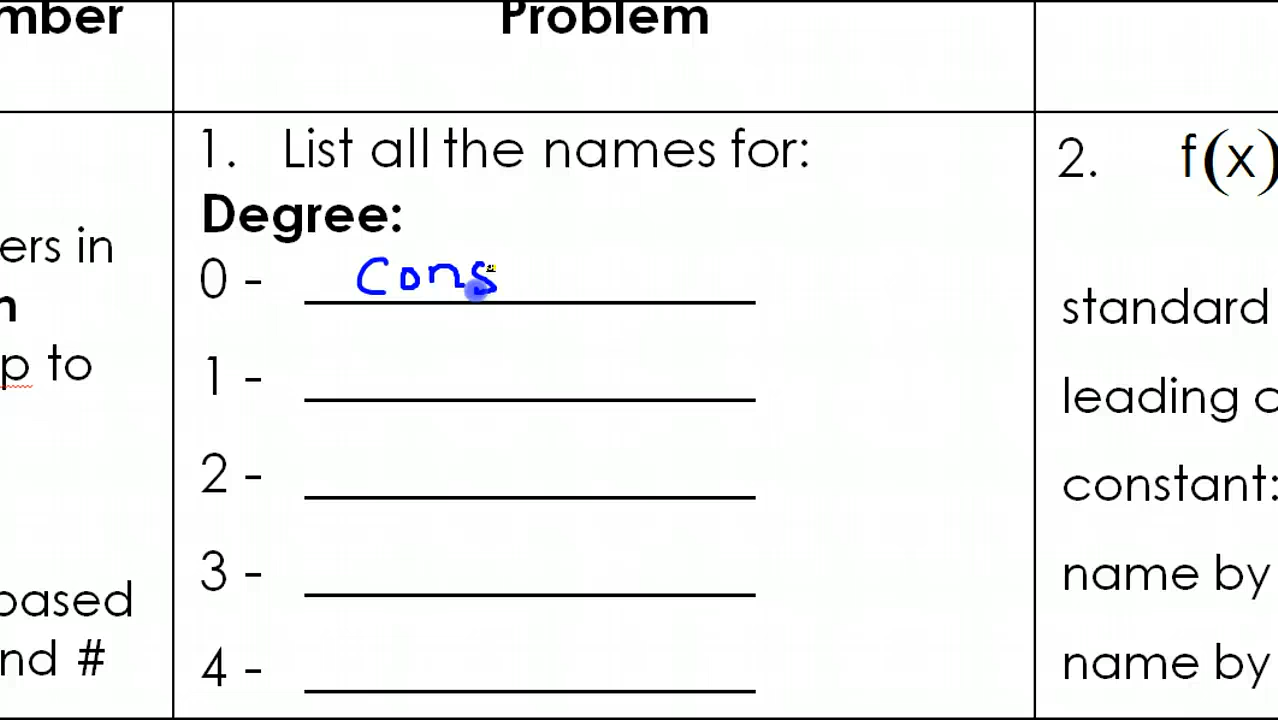 mber
Problem
1. List all the names for:
Degree:
0 - Cons
1 -
2 -
3 -
4 -
ers in
n
p to
based
nd #
2. f(x)
standard
leading c
constant:
name by
name by